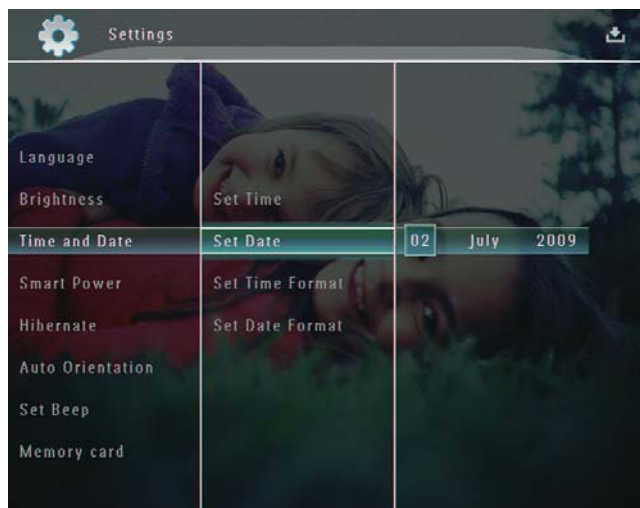 Settings
Language
Brightness
Time and Date
Smart Power
Hibernate
Auto Orientation
Set Beep
Memory card
Set Time
Set Date
Set Time Format
Set Date Format
02 July 2009